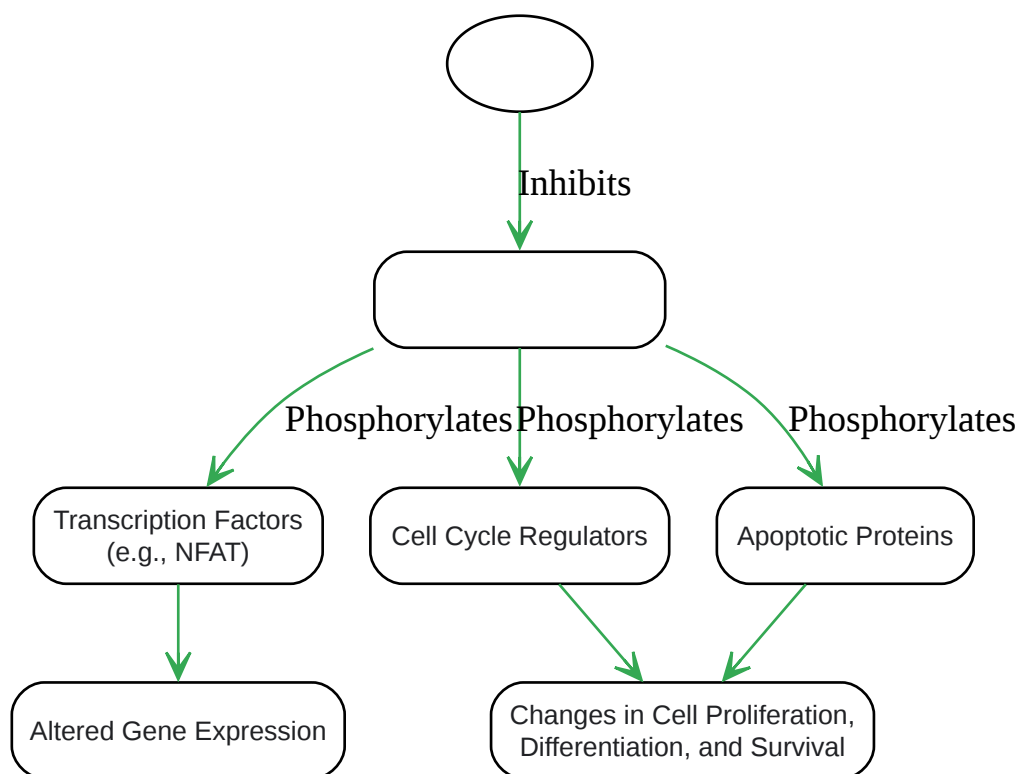 Inhibits
Phosphorylates
Phosphorylates
Phosphorylates
Transcription Factors
(e.g., NFAT)
Cell Cycle Regulators
Apoptotic Proteins
Altered Gene Expression
Changes in Cell Proliferation,
Differentiation, and Survival